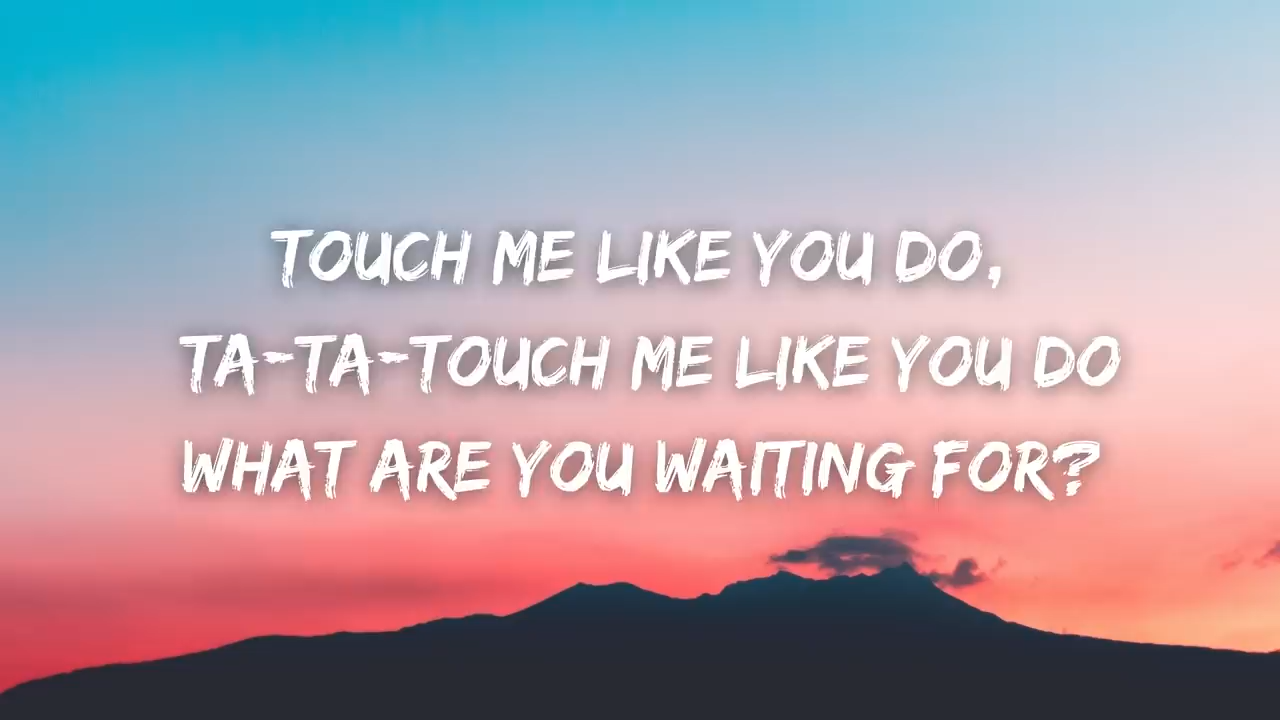 TOUCH ME LIKE YOU DO,
TA-TA-TOUCH ME LIKE YOU DO
WHAT ARE YOU WAITING FOR?